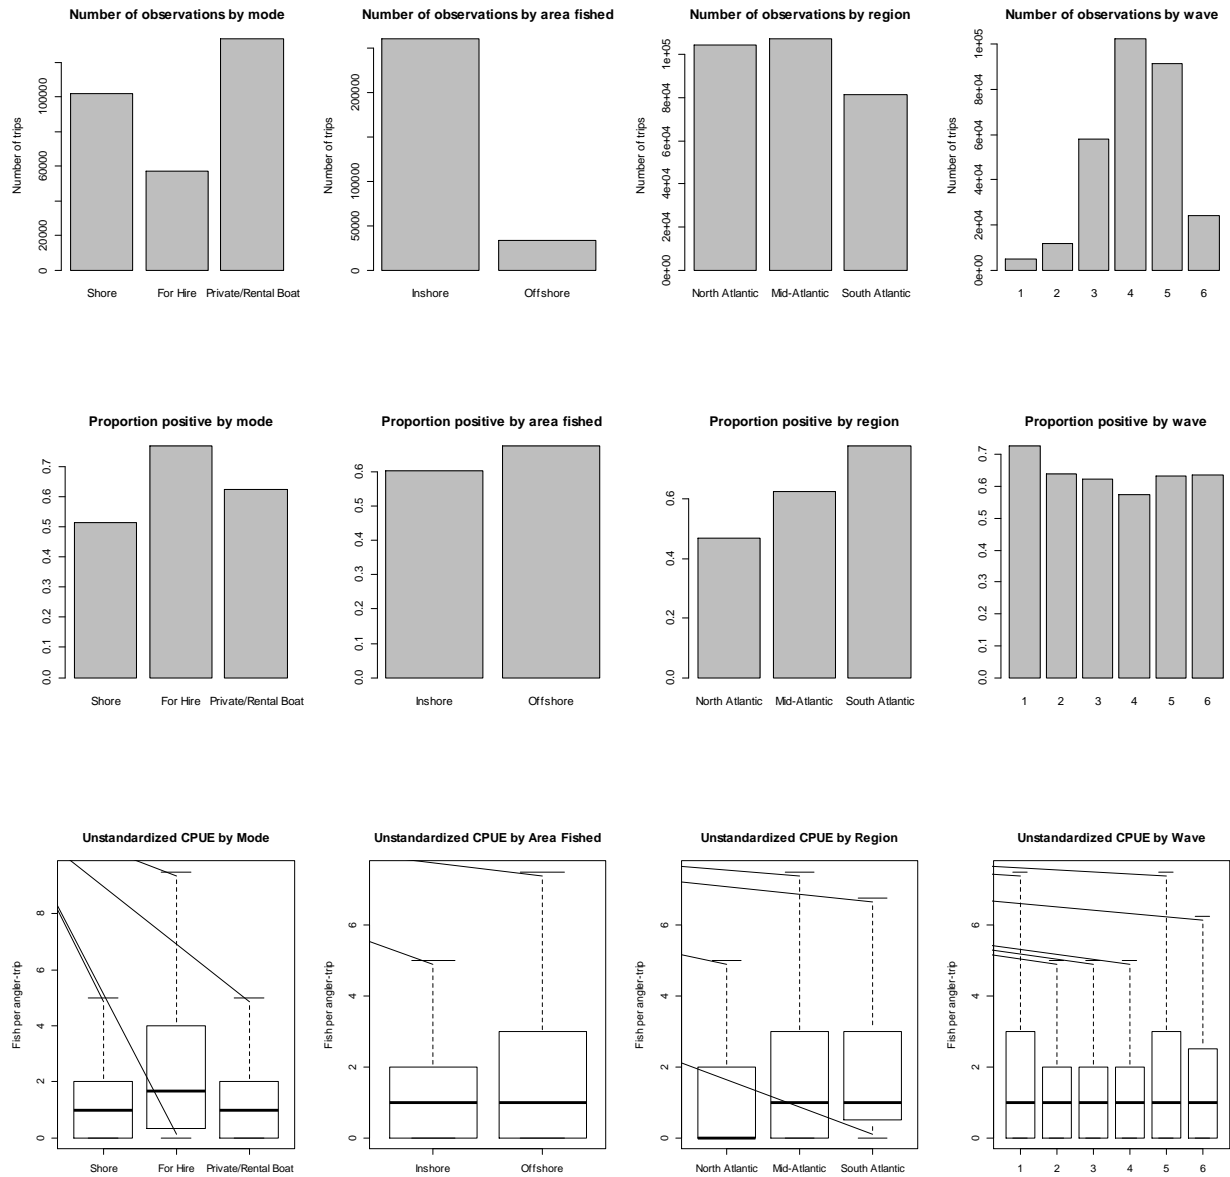 Number of observations by mode
Number of trips
0
20000
60000
100000
Shore
For Hire
Private/Rental Boat
Number of observations by area fished
Number of trips
0
50000
100000
200000
Inshore
Offshore
Number of observations by region
Number of trips
0e+00
2e+04
4e+04
6e+04
8e+04
1e+05
North Atlantic
Mid-Atlantic
South Atlantic
Number of observations by wave
Number of trips
0e+00
2e+04
4e+04
6e+04
8e+04
1e+05
1
2
3
4
5
6
Proportion positive by mode
0.0
0.1
0.2
0.3
0.4
0.5
0.6
0.7
Shore
For Hire
Private/Rental Boat
Proportion positive by area fished
0.0
0.1
0.2
0.3
0.4
0.5
0.6
Inshore
Offshore
Proportion positive by region
0.0
0.2
0.4
0.6
North Atlantic
Mid-Atlantic
South Atlantic
Proportion positive by wave
0.0
0.1
0.2
0.3
0.4
0.5
0.6
0.7
1
2
3
4
5
6
Unstandardized CPUE by Mode
Fish per angler-trip
0
2
4
6
8
Shore
For Hire
Private/Rental Boat
Unstandardized CPUE by Area Fished
Fish per angler-trip
0
2
4
6
Inshore
Offshore
Unstandardized CPUE by Region
Fish per angler-trip
0
2
4
6
North Atlantic
Mid-Atlantic
South Atlantic
Unstandardized CPUE by Wave
Fish per angler-trip
0
2
4
6
1
2
3
4
5
6